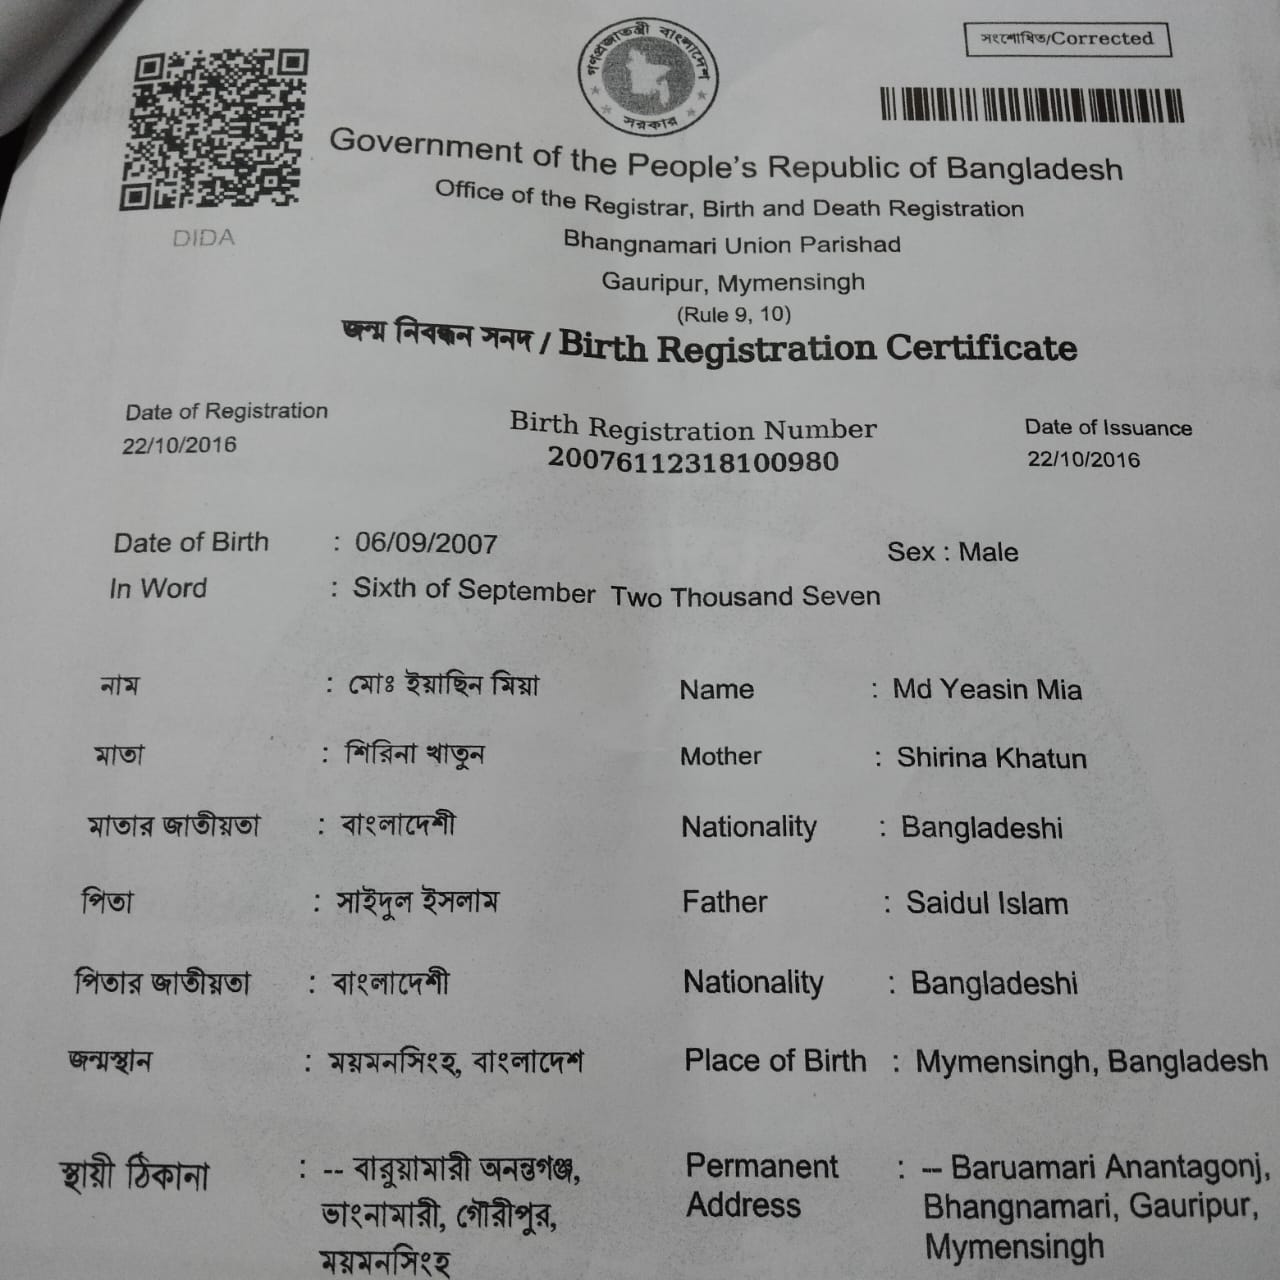 গণপ্রজাতন্ত্রী বাংলাদেশ
সরকার
সংশোধিত/Corrected
DIDA
Government of the People's Republic of Bangladesh
Office of the Registrar, Birth and Death Registration
Bhangnamari Union Parishad
Gauripur, Mymensingh
(Rule 9, 10)
জন্ম নিবন্ধন সনদ / Birth Registration Certificate
Date of Registration Birth Registration Number Date of Issuance
22/10/2016 20076112318100980 22/10/2016
Date of Birth : 06/09/2007 Sex : Male
In Word : Sixth of September Two Thousand Seven
নাম : মোঃ ইয়াছিন মিয়া Name : Md Yeasin Mia
মাতা : শিরিনা খাতুন Mother : Shirina Khatun
মাতার জাতীয়তা : বাংলাদেশী Nationality : Bangladeshi
পিতা : সাইদুল ইসলাম Father : Saidul Islam
পিতার জাতীয়তা : বাংলাদেশী Nationality : Bangladeshi
জন্মস্থান : ময়মনসিংহ, বাংলাদেশ Place of Birth : Mymensingh, Bangladesh
স্থায়ী ঠিকানা : -- বারুয়ামারী অনন্তগঞ্জ, Permanent : -- Baruamari Anantagonj,
ভাংনামারী, গৌরীপুর, Address Bhangnamari, Gauripur,
ময়মনসিংহ Mymensingh